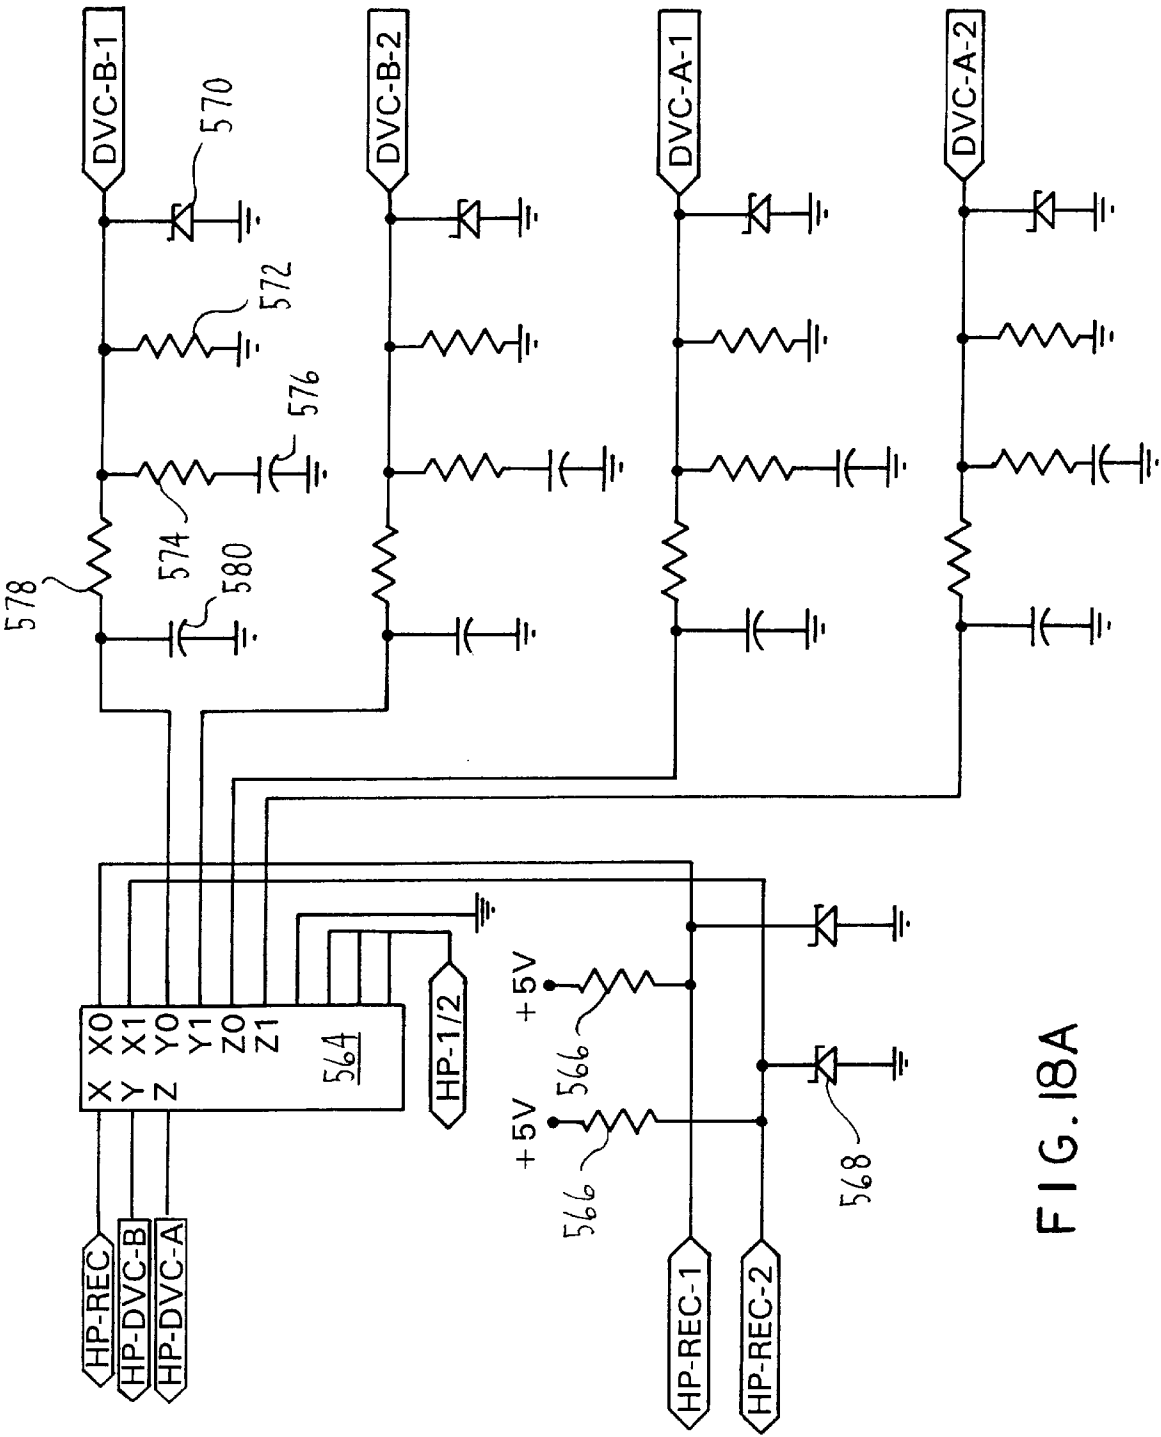 DVC-B-1
570
572
576
574
578
580
DVC-B-2
DVC-A-1
DVC-A-2
X0
X1
Y0
Y1
Z0
Z1
X
Y
Z
564
HP-REC
HP-DVC-B
HP-DVC-A
HP-1/2
+5V
566
+5V
566
568
HP-REC-1
HP-REC-2
FIG. 18A